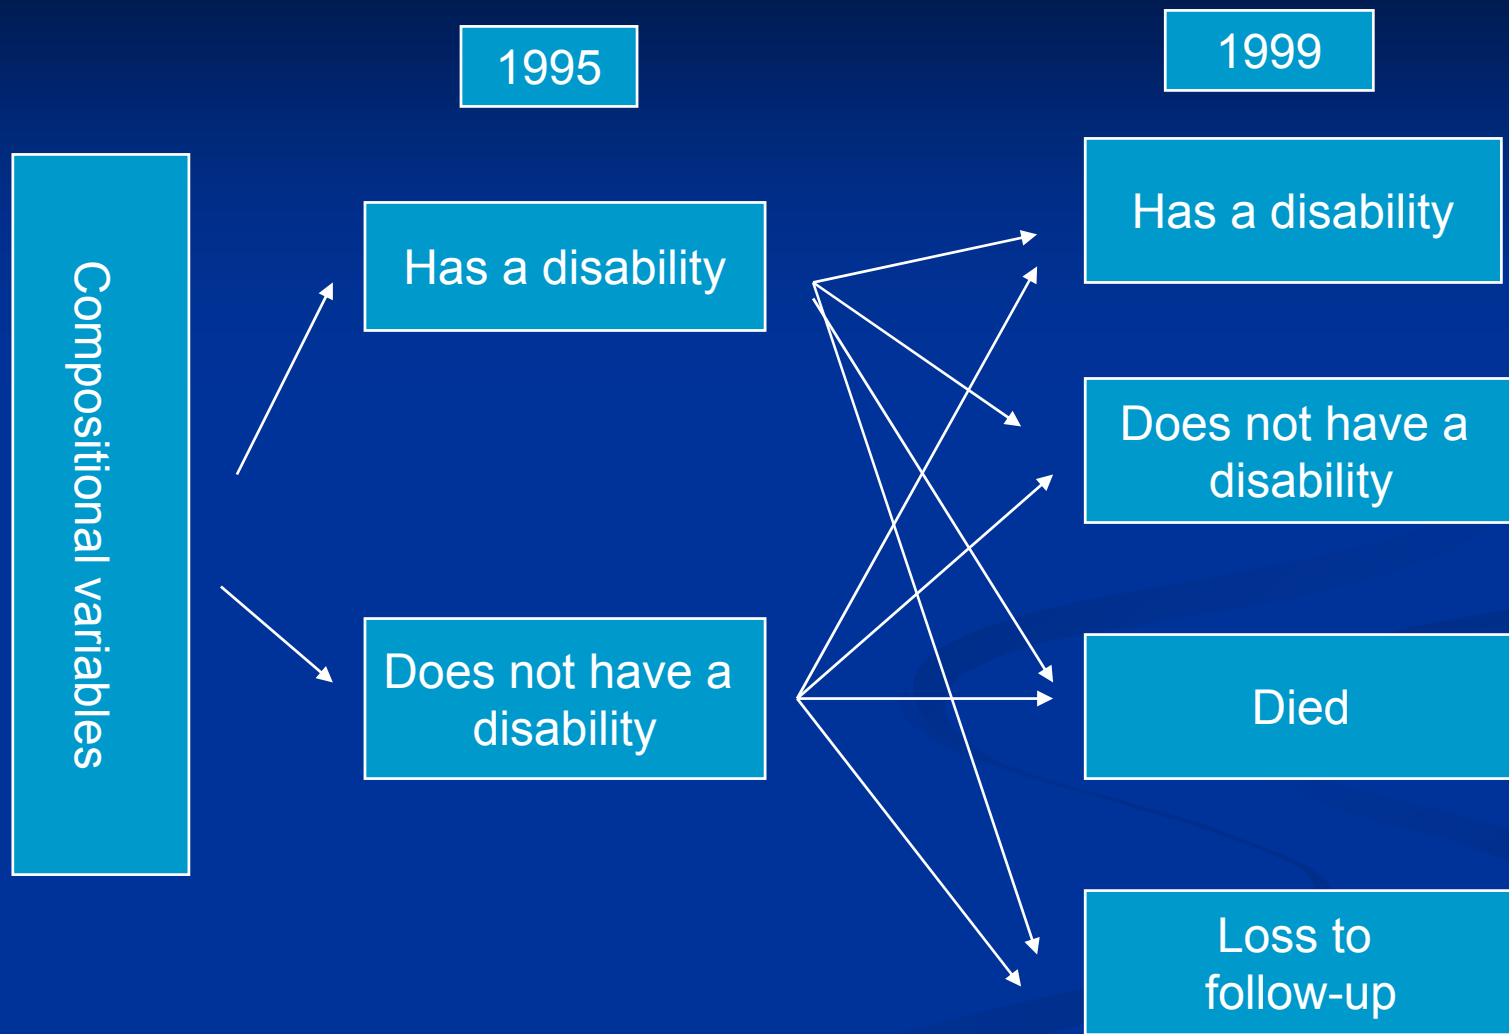 1995
1999
Compositional variables
Has a disability
Does not have a
disability
Has a disability
Does not have a
disability
Died
Loss to
follow-up